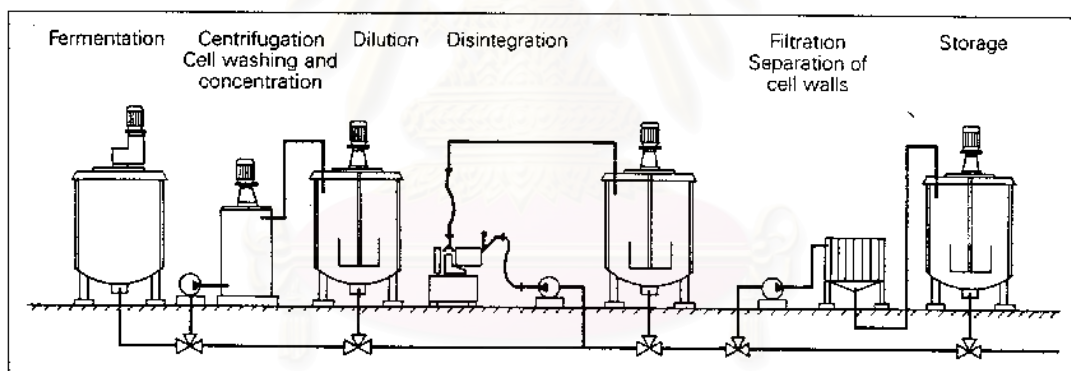 Fermentation
Centrifugation
Cell washing and
concentration
Dilution
Disintegration
Filtration
Separation of
cell walls
Storage